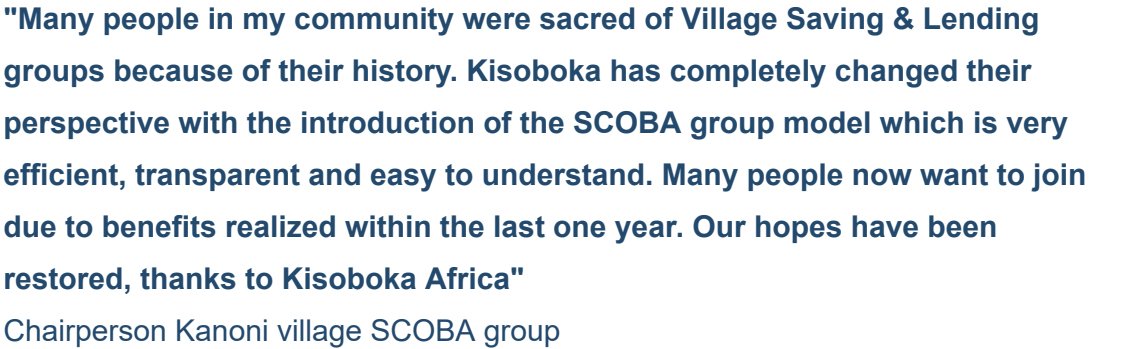 "Many people in my community were sacred of Village Saving & Lending
groups because of their history. Kisoboka has completely changed their
perspective with the introduction of the SCOBA group model which is very
efficient, transparent and easy to understand. Many people now want to join
due to benefits realized within the last one year. Our hopes have been
restored, thanks to Kisoboka Africa"
Chairperson Kanoni village SCOBA group